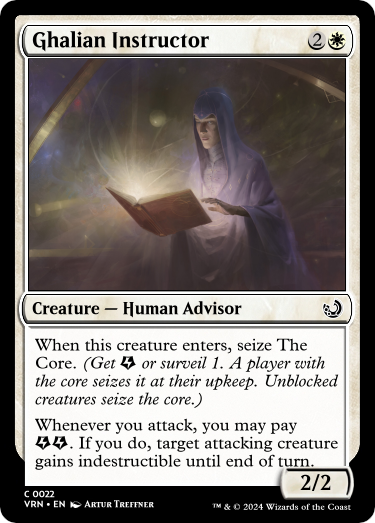 Ghalian Instructor 2
Creature — Human Advisor
When this creature enters, seize The
Core. (Get or surveil 1. A player with
the core seizes it at their upkeep. Unblocked
creatures seize the core.)
Whenever you attack, you may pay
. If you do, target attacking creature
gains indestructible until end of turn.
2/2
C 0022
VRN • EN Artur Treffner
™ & © 2024 Wizards of the Coast